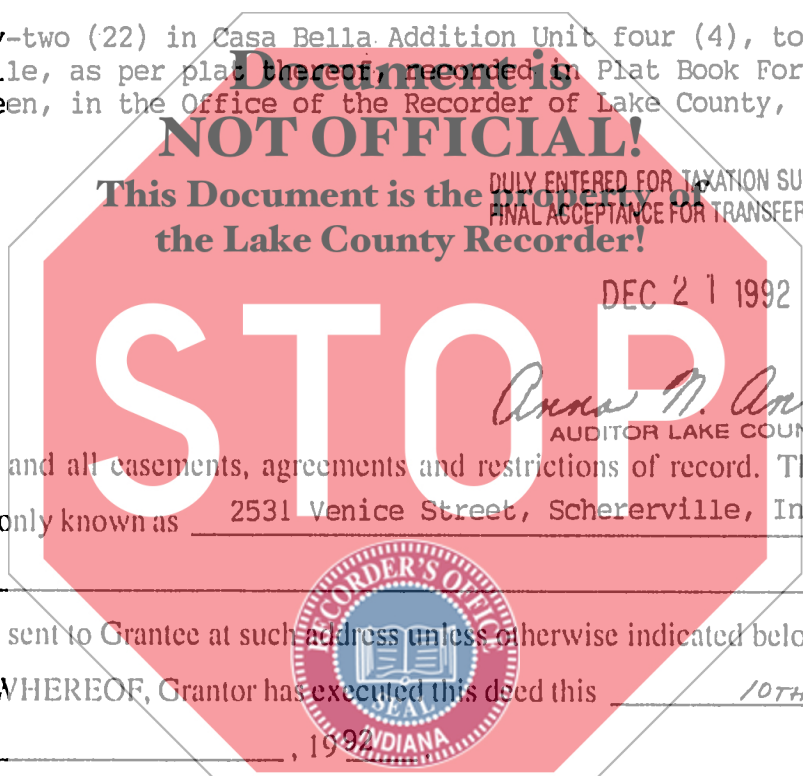 -two (22) in Casa Bella Addition Unit four (4), to
le, as per plat thereof, recorded in Plat Book For
een, in the Office of the Recorder of Lake County,
Document is
NOT OFFICIAL!
This Document is the property of
the Lake County Recorder!
DULY ENTERED FOR TAXATION SU
FINAL ACCEPTANCE FOR TRANSFER
DEC 21 1992
STOP
Anna N. An
AUDITOR LAKE COUN
and all easements, agreements and restrictions of record. Th
only known as 2531 Venice Street, Schererville, In
sent to Grantee at such address unless otherwise indicated belo
WHEREOF, Grantor has executed this deed this 10TH
, 1992 .
RECORDER'S OFFICE
SEAL
INDIANA